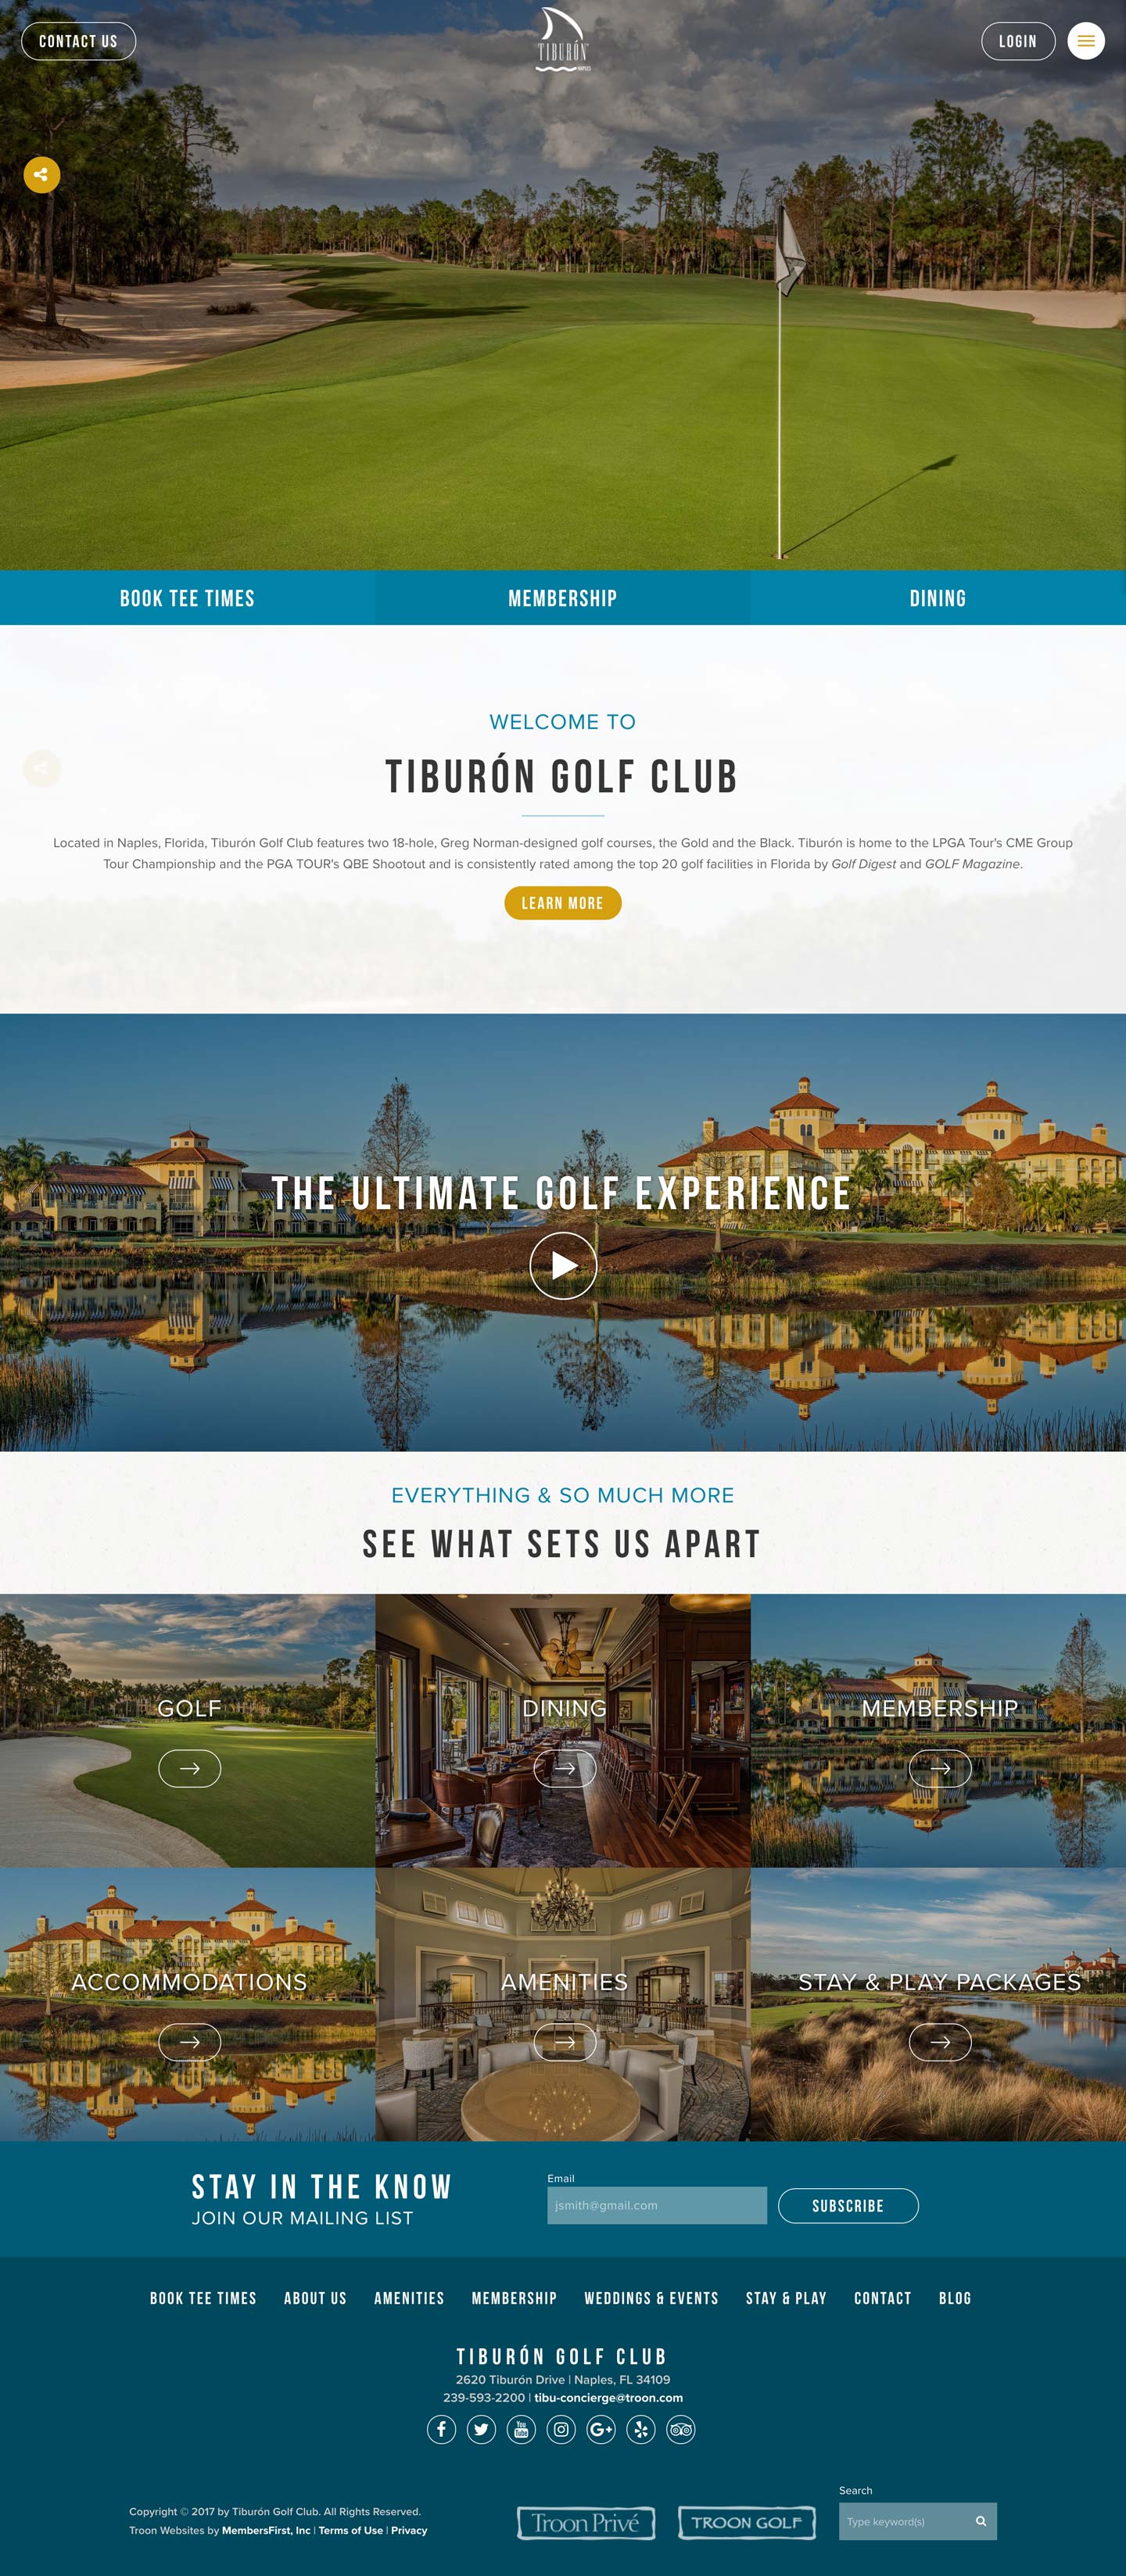 CONTACT US
TIBURÓN
NAPLES
LOGIN
BOOK TEE TIMES
MEMBERSHIP
DINING
WELCOME TO
TIBURÓN GOLF CLUB
Located in Naples, Florida, Tiburón Golf Club features two 18-hole, Greg Norman-designed golf courses, the Gold and the Black. Tiburón is home to the LPGA Tour's CME Group
Tour Championship and the PGA TOUR's QBE Shootout and is consistently rated among the top 20 golf facilities in Florida by Golf Digest and GOLF Magazine.
LEARN MORE
THE ULTIMATE GOLF EXPERIENCE
EVERYTHING & SO MUCH MORE
SEE WHAT SETS US APART
GOLF
DINING
MEMBERSHIP
ACCOMMODATIONS
AMENITIES
STAY & PLAY PACKAGES
STAY IN THE KNOW
JOIN OUR MAILING LIST
Email
jsmith@gmail.com
SUBSCRIBE
BOOK TEE TIMES ABOUT US AMENITIES MEMBERSHIP WEDDINGS & EVENTS STAY & PLAY CONTACT BLOG
TIBURÓN GOLF CLUB
2620 Tiburón Drive | Naples, FL 34109
239-593-2200 | tibu-concierge@troon.com
You Tube
G+
Copyright © 2017 by Tiburón Golf Club. All Rights Reserved.
Troon Websites by MembersFirst, Inc | Terms of Use | Privacy
Troon Privé
TROON GOLF
Search
Type keyword(s)